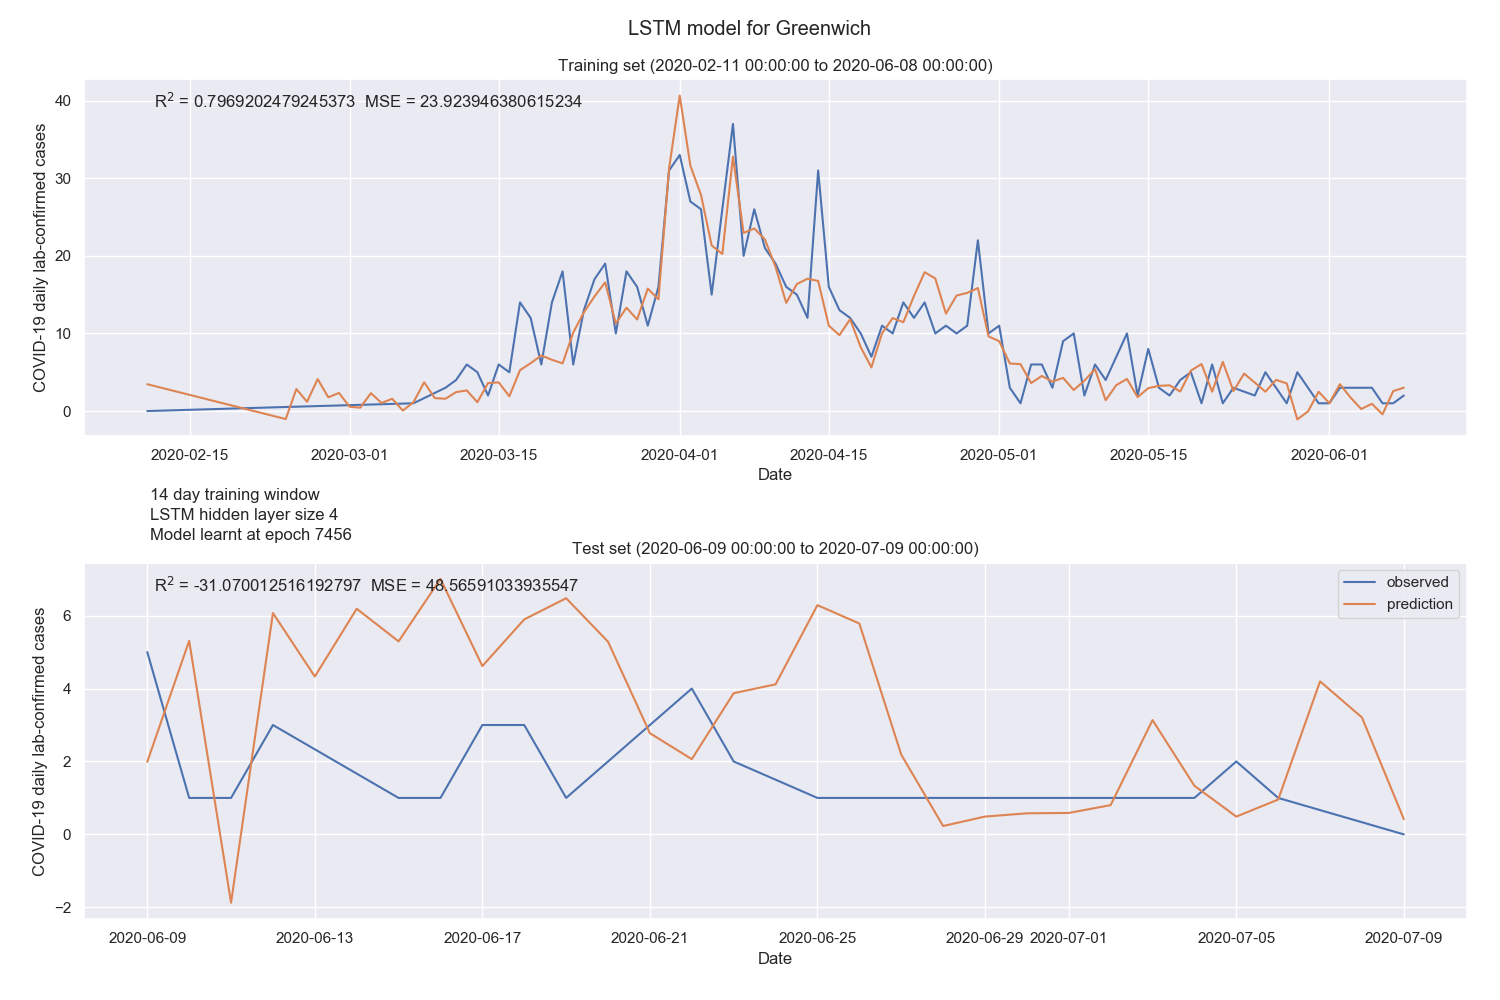 LSTM model for Greenwich
Training set (2020-02-11 00:00:00 to 2020-06-08 00:00:00)
R² = 0.7969202479245373 MSE = 23.923946380615234
COVID-19 daily lab-confirmed cases
40
30
20
10
0
2020-02-15 2020-03-01 2020-03-15 2020-04-01 2020-04-15 2020-05-01 2020-05-15 2020-06-01
Date
14 day training window
LSTM hidden layer size 4
Model learnt at epoch 7456
Test set (2020-06-09 00:00:00 to 2020-07-09 00:00:00)
R² = -31.070012516192797 MSE = 48.56591033935547
observed
prediction
COVID-19 daily lab-confirmed cases
6
4
2
0
−2
2020-06-09 2020-06-13 2020-06-17 2020-06-21 2020-06-25 2020-06-29 2020-07-01 2020-07-05 2020-07-09
Date